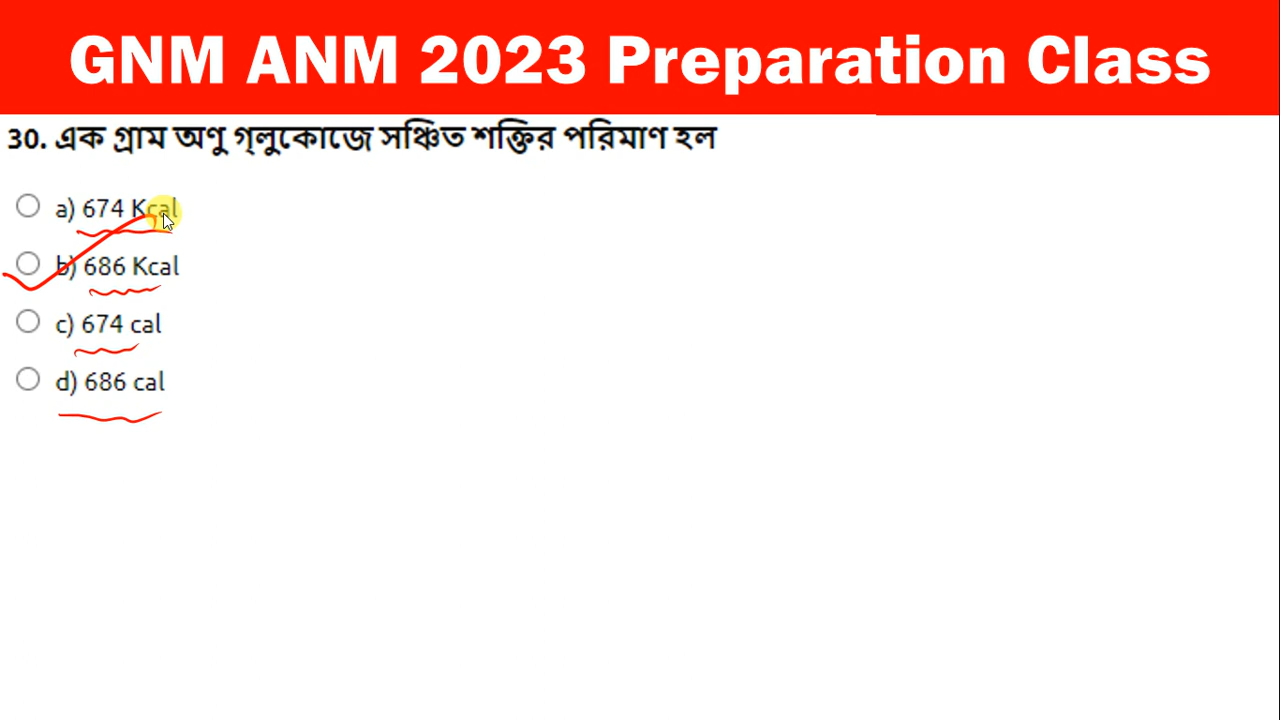 GNM ANM 2023 Preparation Class
30. এক গ্রাম অণু গ্লুকোজে সঞ্চিত শক্তির পরিমাণ হল
a) 674 Kcal
b) 686 Kcal
c) 674 cal
d) 686 cal